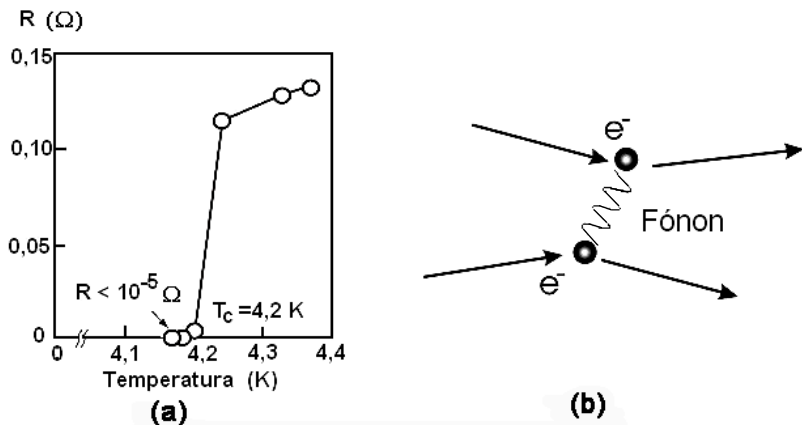 R (Ω)
0,15
0,10
0,05
0
R < 10⁻⁵ Ω
T_c =4,2 K
0 4,1 4,2 4,3 4,4
Temperatura (K)
(a)
e⁻
Fónon
e⁻
(b)